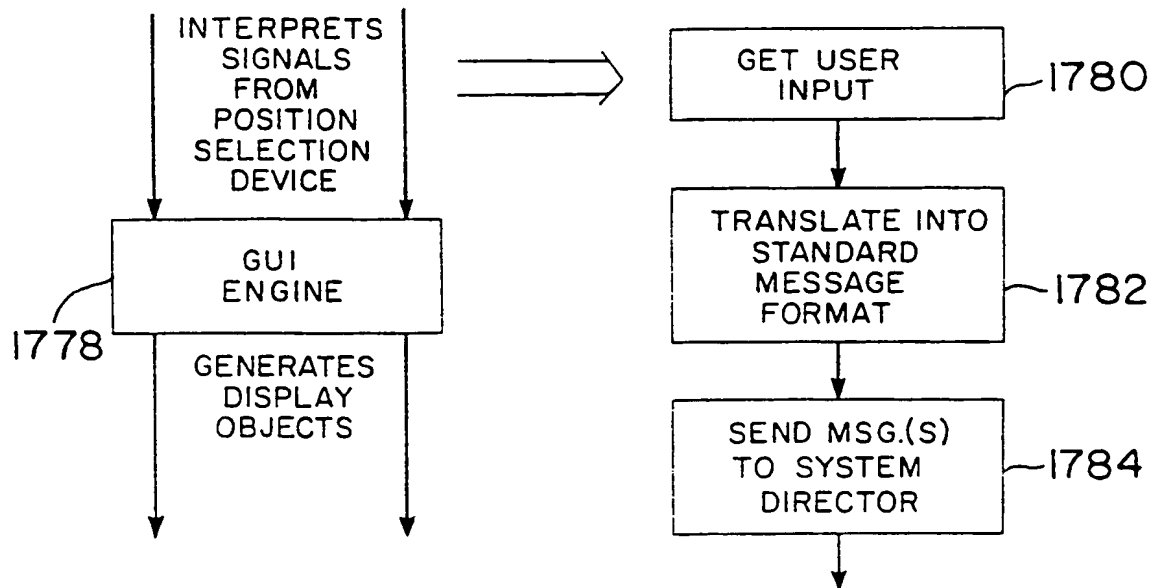 INTERPRETS
SIGNALS
FROM
POSITION
SELECTION
DEVICE
GUI
ENGINE
1778
GENERATES
DISPLAY
OBJECTS
GET USER
INPUT
1780
TRANSLATE INTO
STANDARD
MESSAGE
FORMAT
1782
SEND MSG.(S)
TO SYSTEM
DIRECTOR
1784